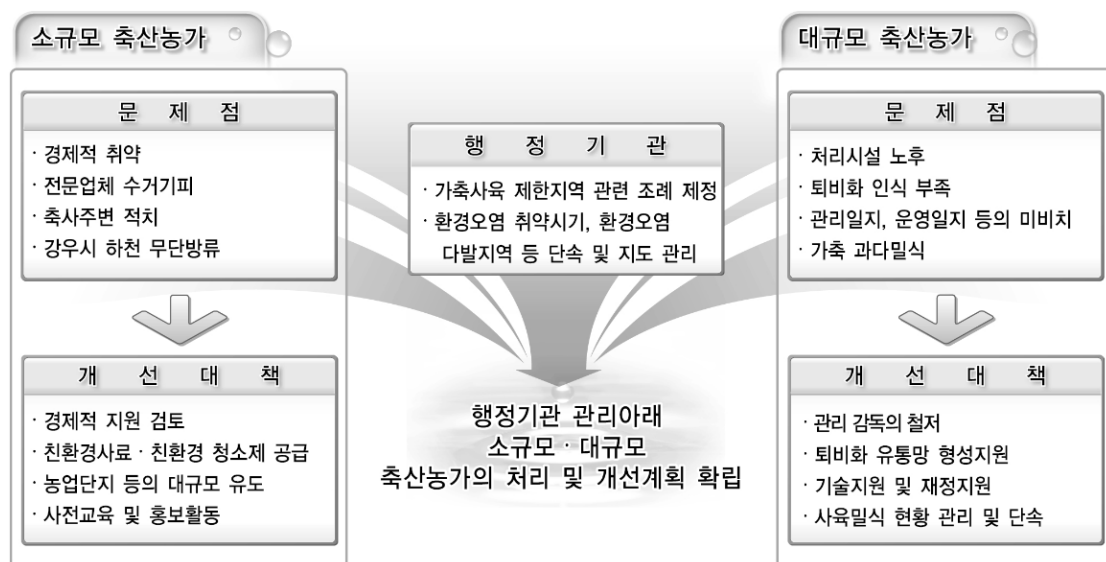 소규모 축산농가
문 제 점
· 경제적 취약
· 전문업체 수거기피
· 축사주변 적치
· 강우시 하천 무단방류
개 선 대 책
· 경제적 지원 검토
· 친환경사료 · 친환경 청소제 공급
· 농업단지 등의 대규모 유도
· 사전교육 및 홍보활동
행 정 기 관
· 가축사육 제한지역 관련 조례 제정
· 환경오염 취약시기, 환경오염
다발지역 등 단속 및 지도 관리
행정기관 관리아래
소규모 · 대규모
축산농가의 처리 및 개선계획 확립
대규모 축산농가
문 제 점
· 처리시설 노후
· 퇴비화 인식 부족
· 관리일지, 운영일지 등의 미비치
· 가축 과다밀식
개 선 대 책
· 관리 감독의 철저
· 퇴비화 유통망 형성지원
· 기술지원 및 재정지원
· 사육밀식 현황 관리 및 단속